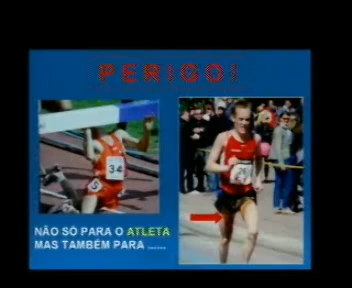 PERIGO!
34
NÃO SÓ PARA O ATLETA
MAS TAMBÉM PARA ......